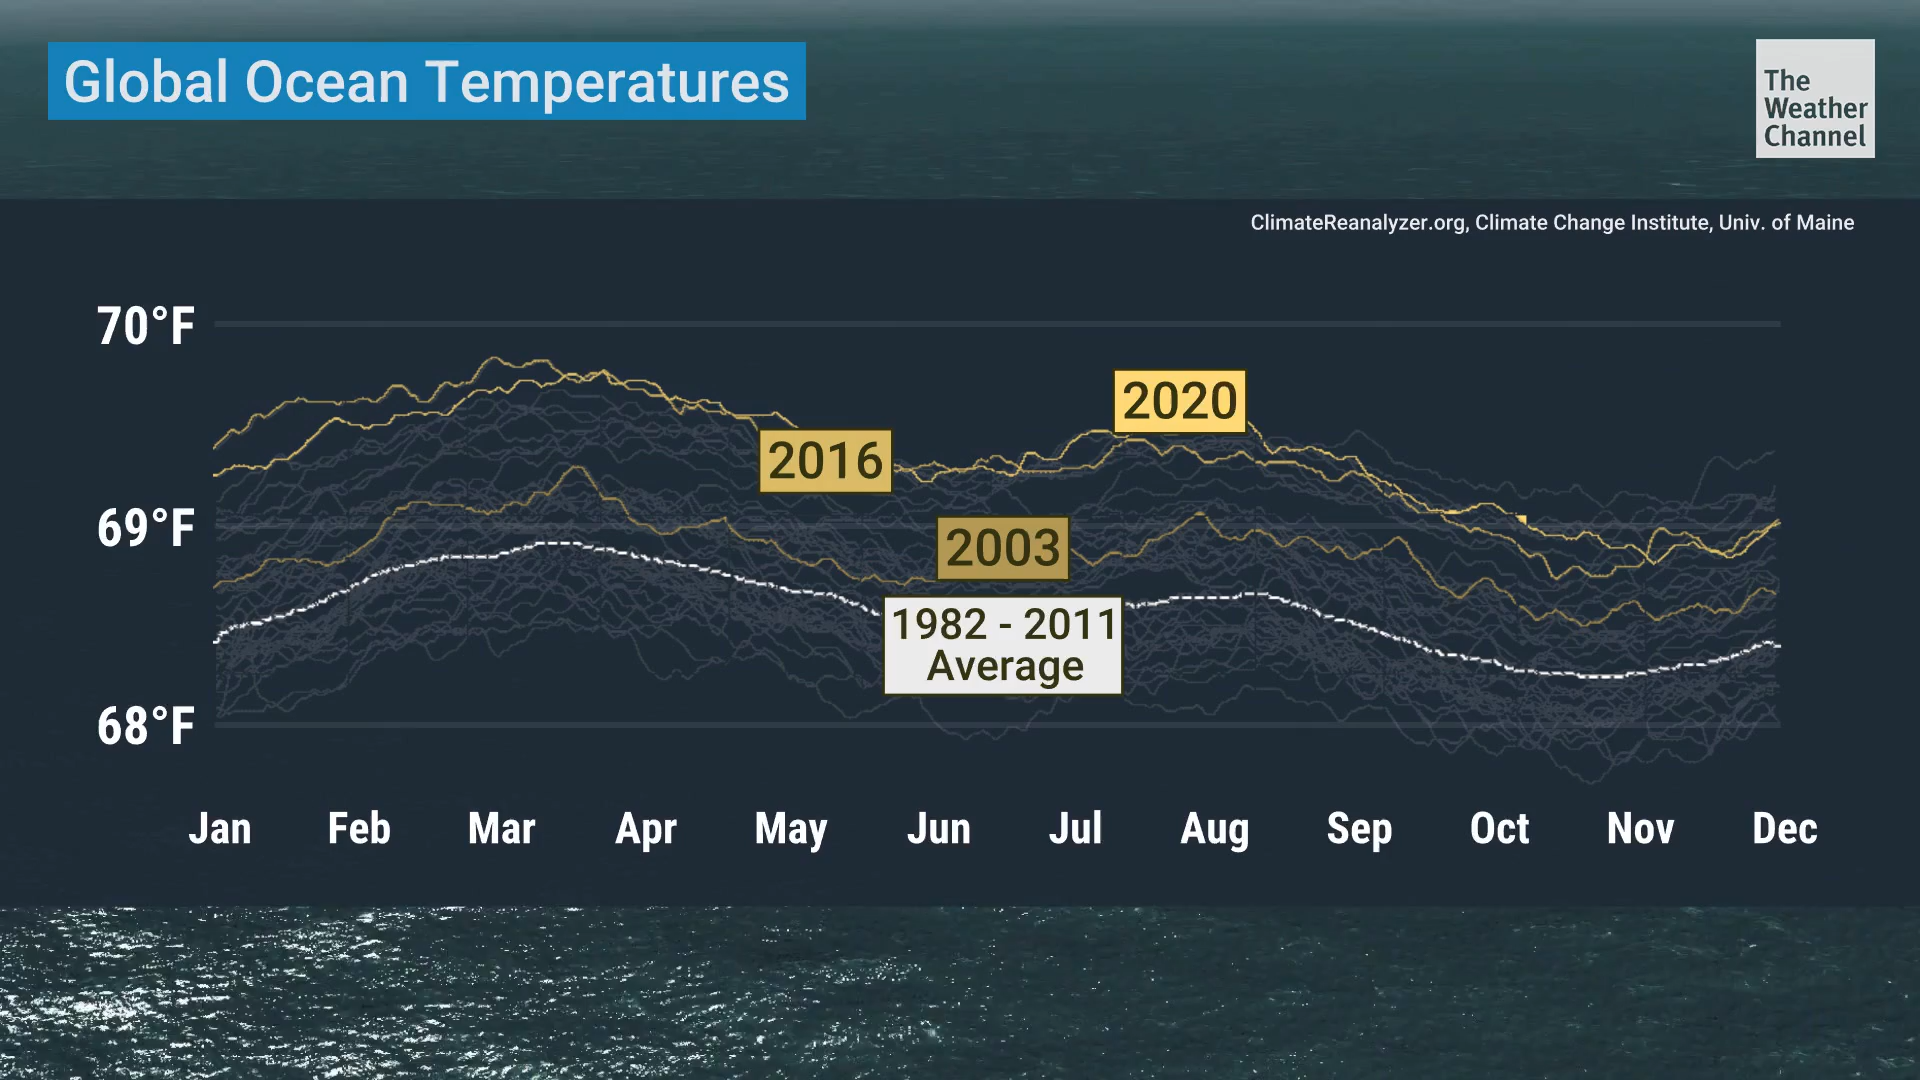 Global Ocean Temperatures
The
Weather
Channel
ClimateReanalyzer.org, Climate Change Institute, Univ. of Maine
70°F
2020
2016
69°F
2003
1982 - 2011
Average
68°F
Jan Feb Mar Apr May Jun Jul Aug Sep Oct Nov Dec